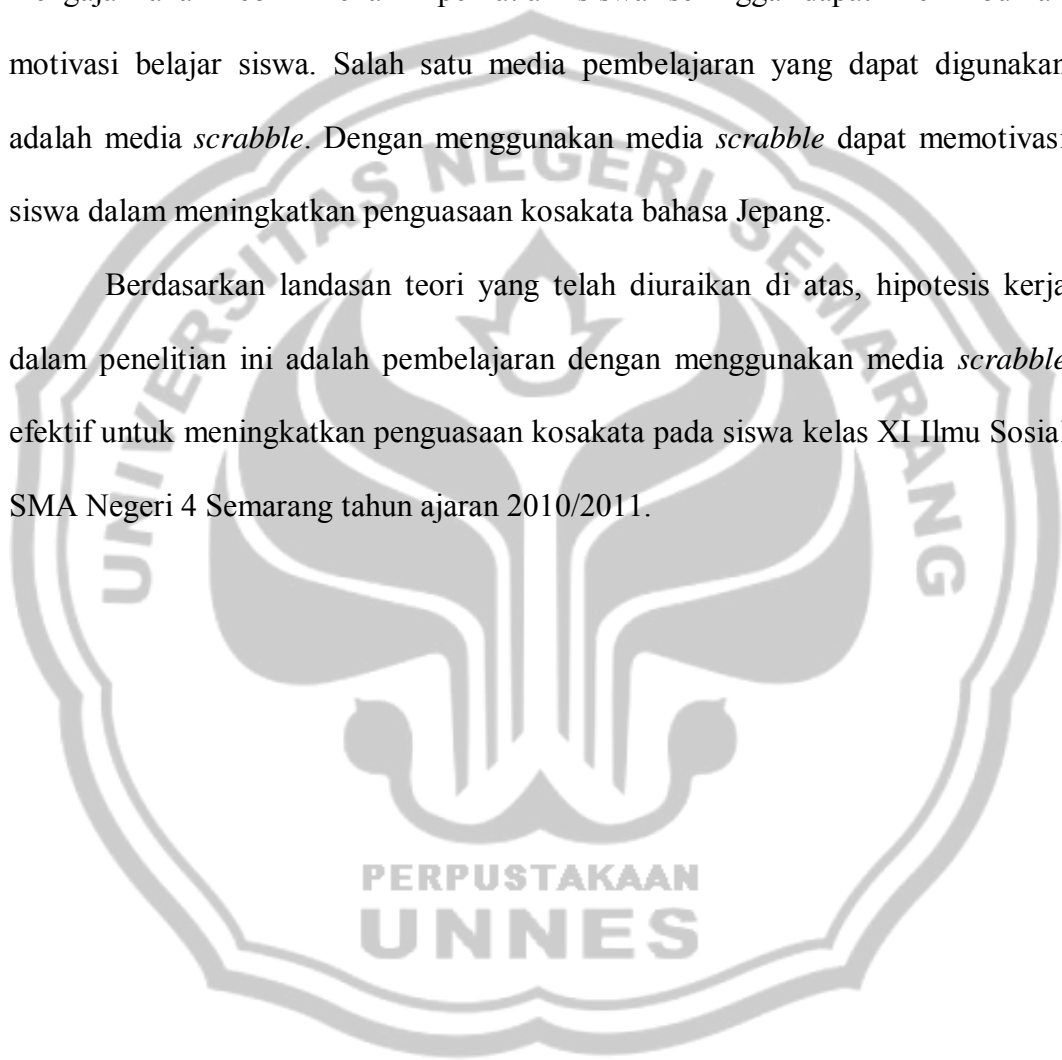 motivasi belajar siswa. Salah satu media pembelajaran yang dapat digunakan
adalah media scrabble. Dengan menggunakan media scrabble dapat memotivasi
siswa dalam meningkatkan penguasaan kosakata bahasa Jepang.
Berdasarkan landasan teori yang telah diuraikan di atas, hipotesis kerja
dalam penelitian ini adalah pembelajaran dengan menggunakan media scrabble
efektif untuk meningkatkan penguasaan kosakata pada siswa kelas XI Ilmu Sosial
SMA Negeri 4 Semarang tahun ajaran 2010/2011.
UNIVERSITAS NEGERI SEMARANG
PERPUSTAKAAN
UNNES